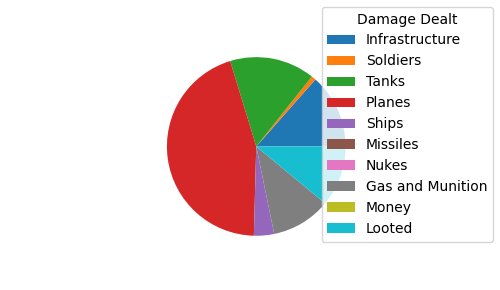 Damage Dealt
Infrastructure
Soldiers
Tanks
Planes
Ships
Missiles
Nukes
Gas and Munition
Money
Looted